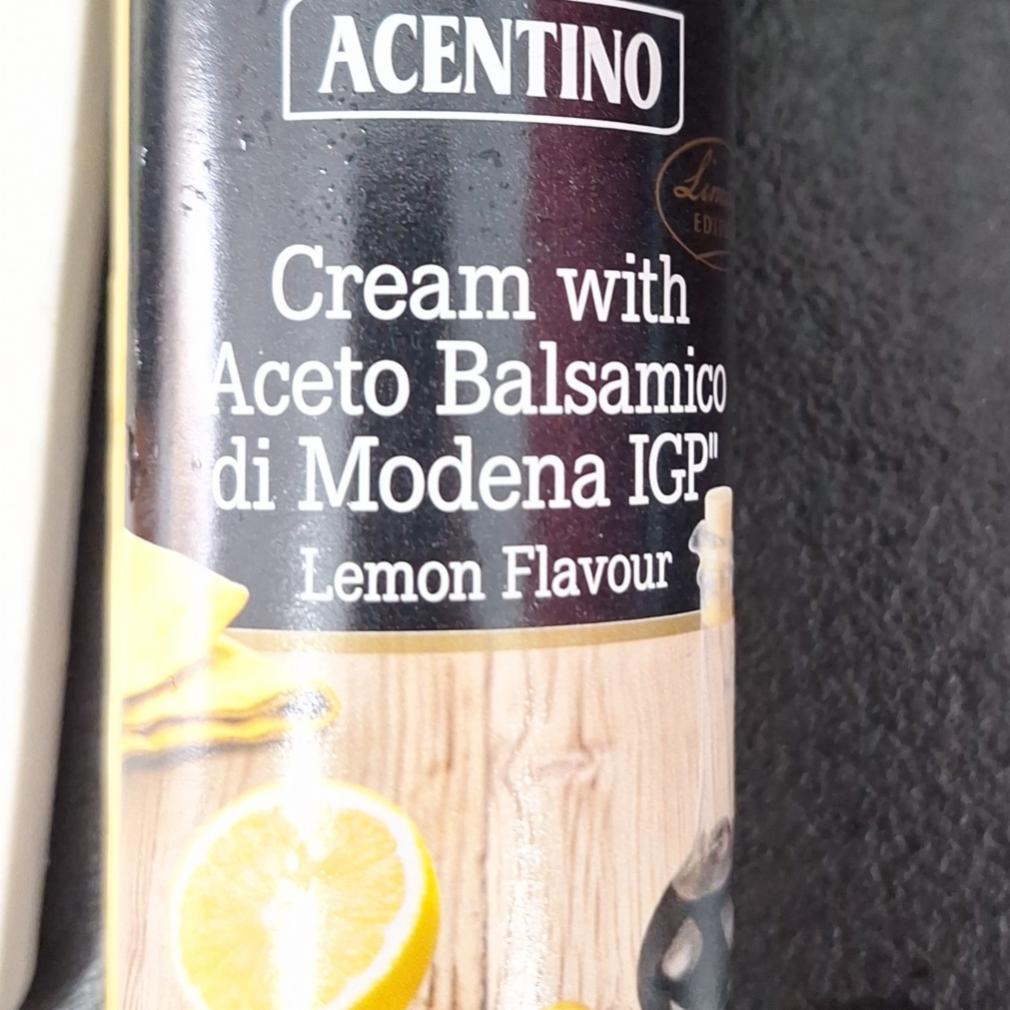 ACENTINO
Cream with
Aceto Balsamico
di Modena IGP"
Lemon Flavour